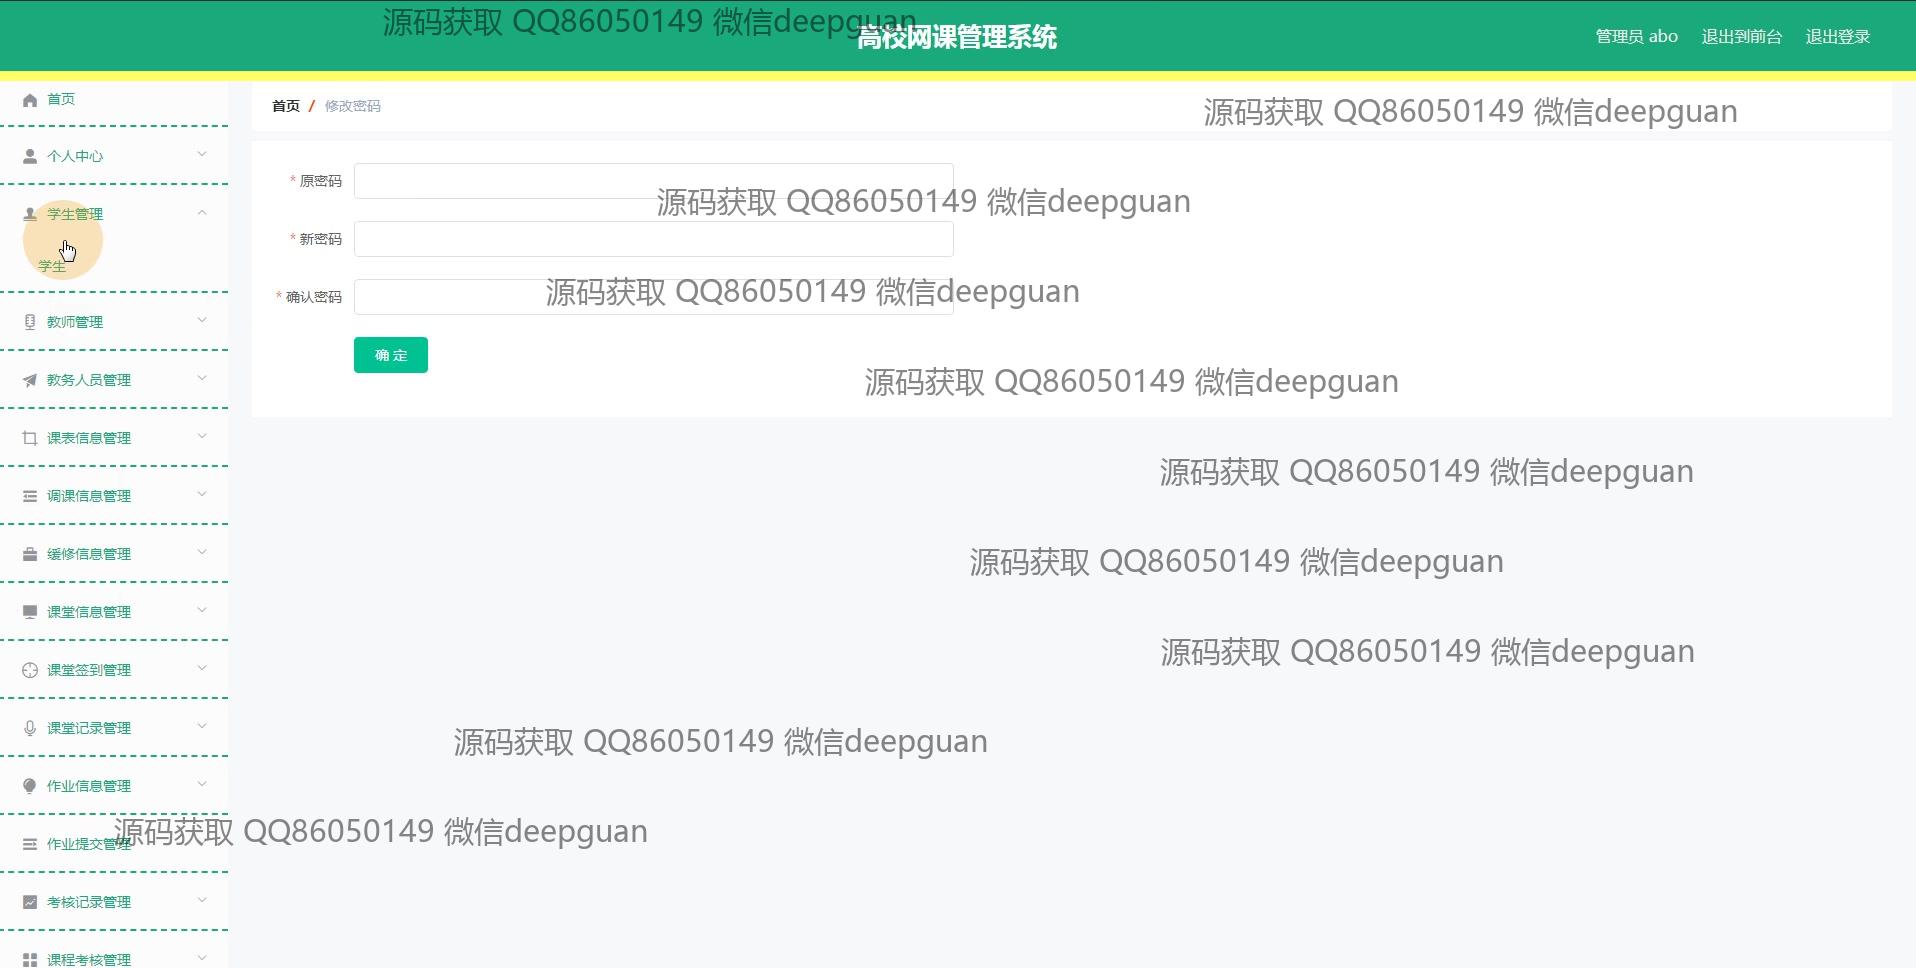 源码获取 QQ86050149 微信deepguan
高校网课管理系统
管理员 abo 退出到前台 退出登录
首页
首页 / 修改密码
源码获取 QQ86050149 微信deepguan
个人中心
* 原密码
源码获取 QQ86050149 微信deepguan
学生管理
* 新密码
学生
* 确认密码
源码获取 QQ86050149 微信deepguan
教师管理
确 定
教务人员管理
源码获取 QQ86050149 微信deepguan
课表信息管理
源码获取 QQ86050149 微信deepguan
调课信息管理
缓修信息管理
源码获取 QQ86050149 微信deepguan
课堂信息管理
源码获取 QQ86050149 微信deepguan
课堂签到管理
课堂记录管理
源码获取 QQ86050149 微信deepguan
作业信息管理
源码获取 QQ86050149 微信deepguan
作业提交管理
考核记录管理
课程考核管理